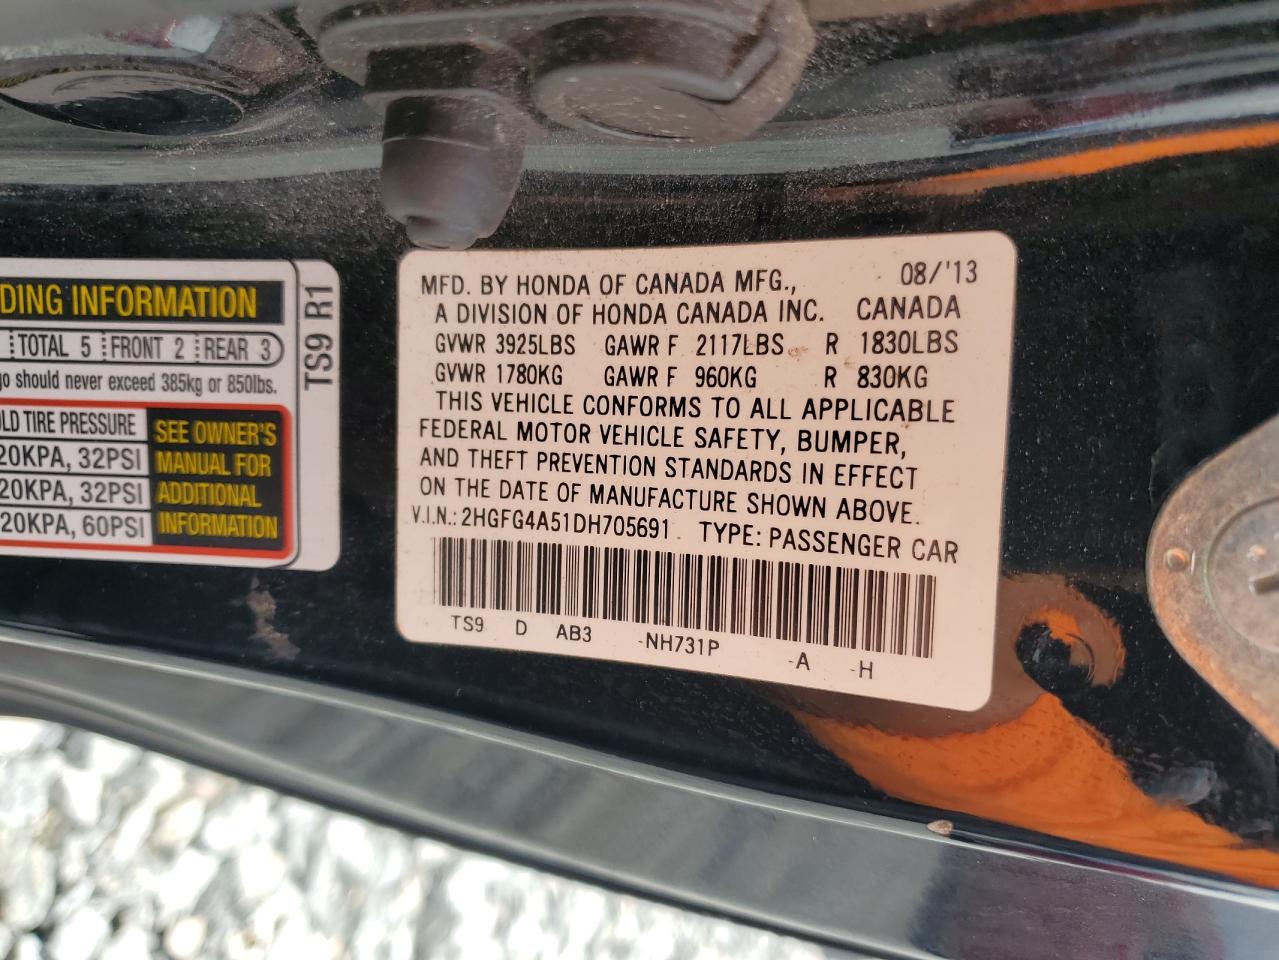 DING INFORMATION
TOTAL 5 FRONT 2 REAR 3
go should never exceed 385kg or 850lbs.
OLD TIRE PRESSURE
20KPA, 32PSI
20KPA, 32PSI
20KPA, 60PSI
SEE OWNER'S
MANUAL FOR
ADDITIONAL
INFORMATION
TS9 R1
MFD. BY HONDA OF CANADA MFG., 08/'13
A DIVISION OF HONDA CANADA INC. CANADA
GVWR 3925LBS GAWR F 2117LBS R 1830LBS
GVWR 1780KG GAWR F 960KG R 830KG
THIS VEHICLE CONFORMS TO ALL APPLICABLE
FEDERAL MOTOR VEHICLE SAFETY, BUMPER,
AND THEFT PREVENTION STANDARDS IN EFFECT
ON THE DATE OF MANUFACTURE SHOWN ABOVE.
V.I.N.: 2HGFG4A51DH705691 TYPE: PASSENGER CAR
TS9 D AB3 -NH731P -A -H